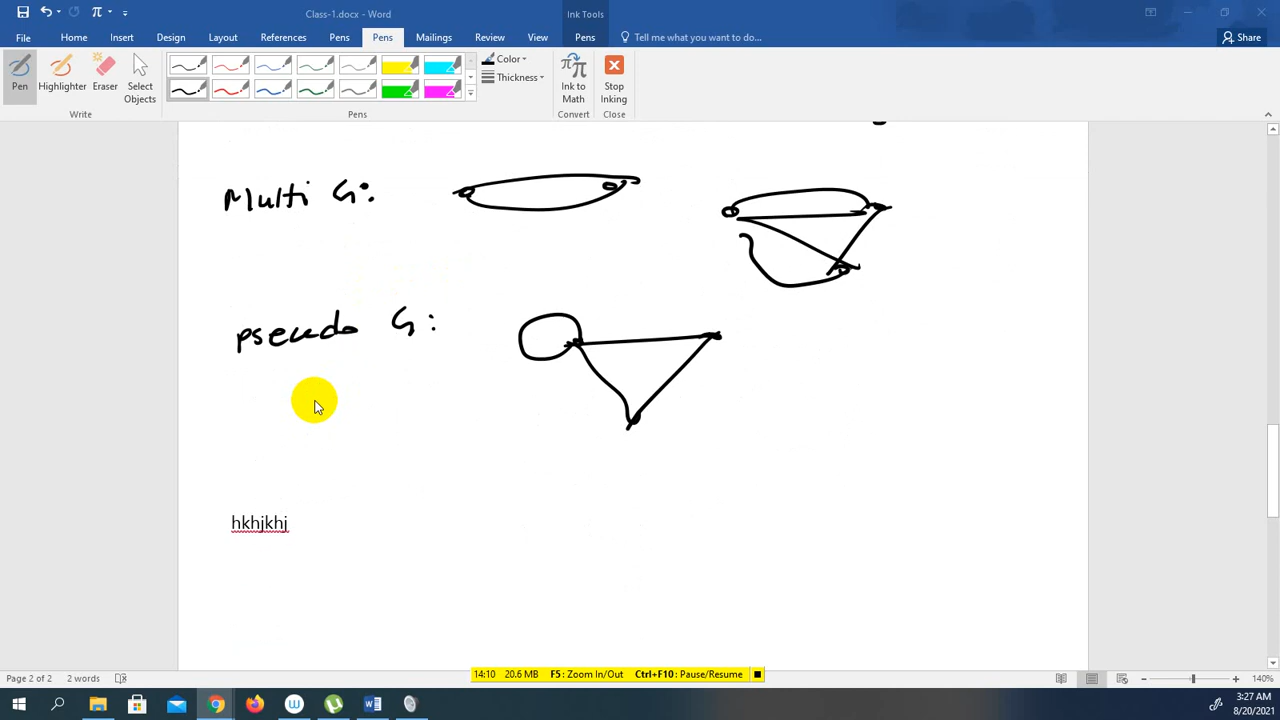 Class-1.docx - Word
Ink Tools
File Home Insert Design Layout References Pens Pens Mailings Review View Pens Tell me what you want to do... Share
Pen Highlighter Eraser Select Objects
Color
Thickness
Ink to Math
Stop Inking
Write Pens Convert Close
Multi G:
pseudo G:
hkhjkhj
14:10 20.6 MB F5: Zoom In/Out Ctrl+F10: Pause/Resume
Page 2 of 2 2 words 140%
3:27 AM
8/20/2021